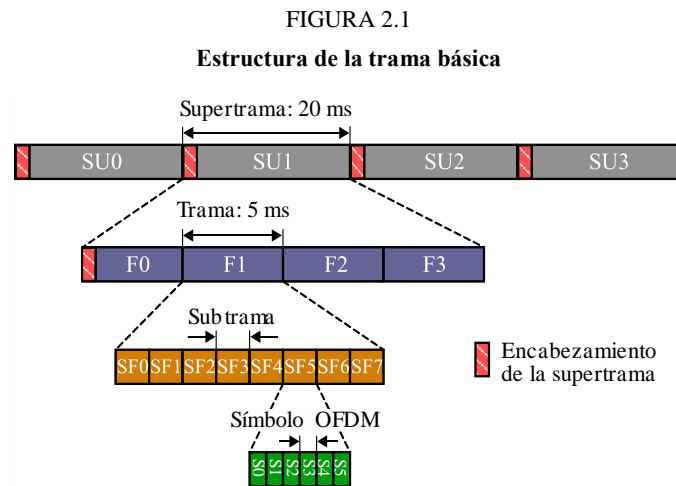 FIGURA 2.1
Estructura de la trama básica
Supertrama: 20 ms
SU0 SU1 SU2 SU3
Trama: 5 ms
F0 F1 F2 F3
Subtrama
SF0 SF1 SF2 SF3 SF4 SF5 SF6 SF7
Encabezamiento
de la supertrama
Símbolo OFDM
S0 S1 S2 S3 S4 S5